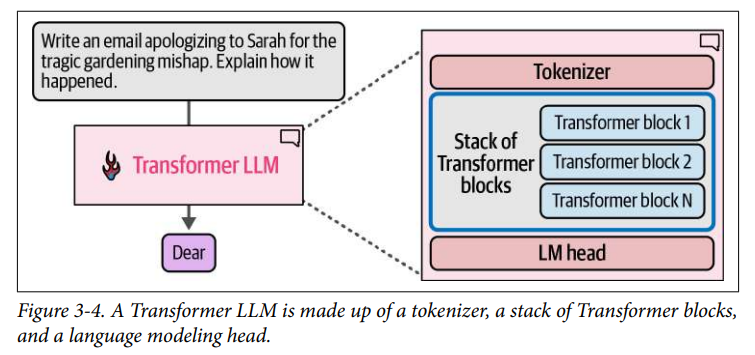 Write an email apologizing to Sarah for the
tragic gardening mishap. Explain how it
happened.
Transformer LLM
Dear
Tokenizer
Stack of
Transformer
blocks
Transformer block 1
Transformer block 2
Transformer block N
LM head
Figure 3-4. A Transformer LLM is made up of a tokenizer, a stack of Transformer blocks,
and a language modeling head.